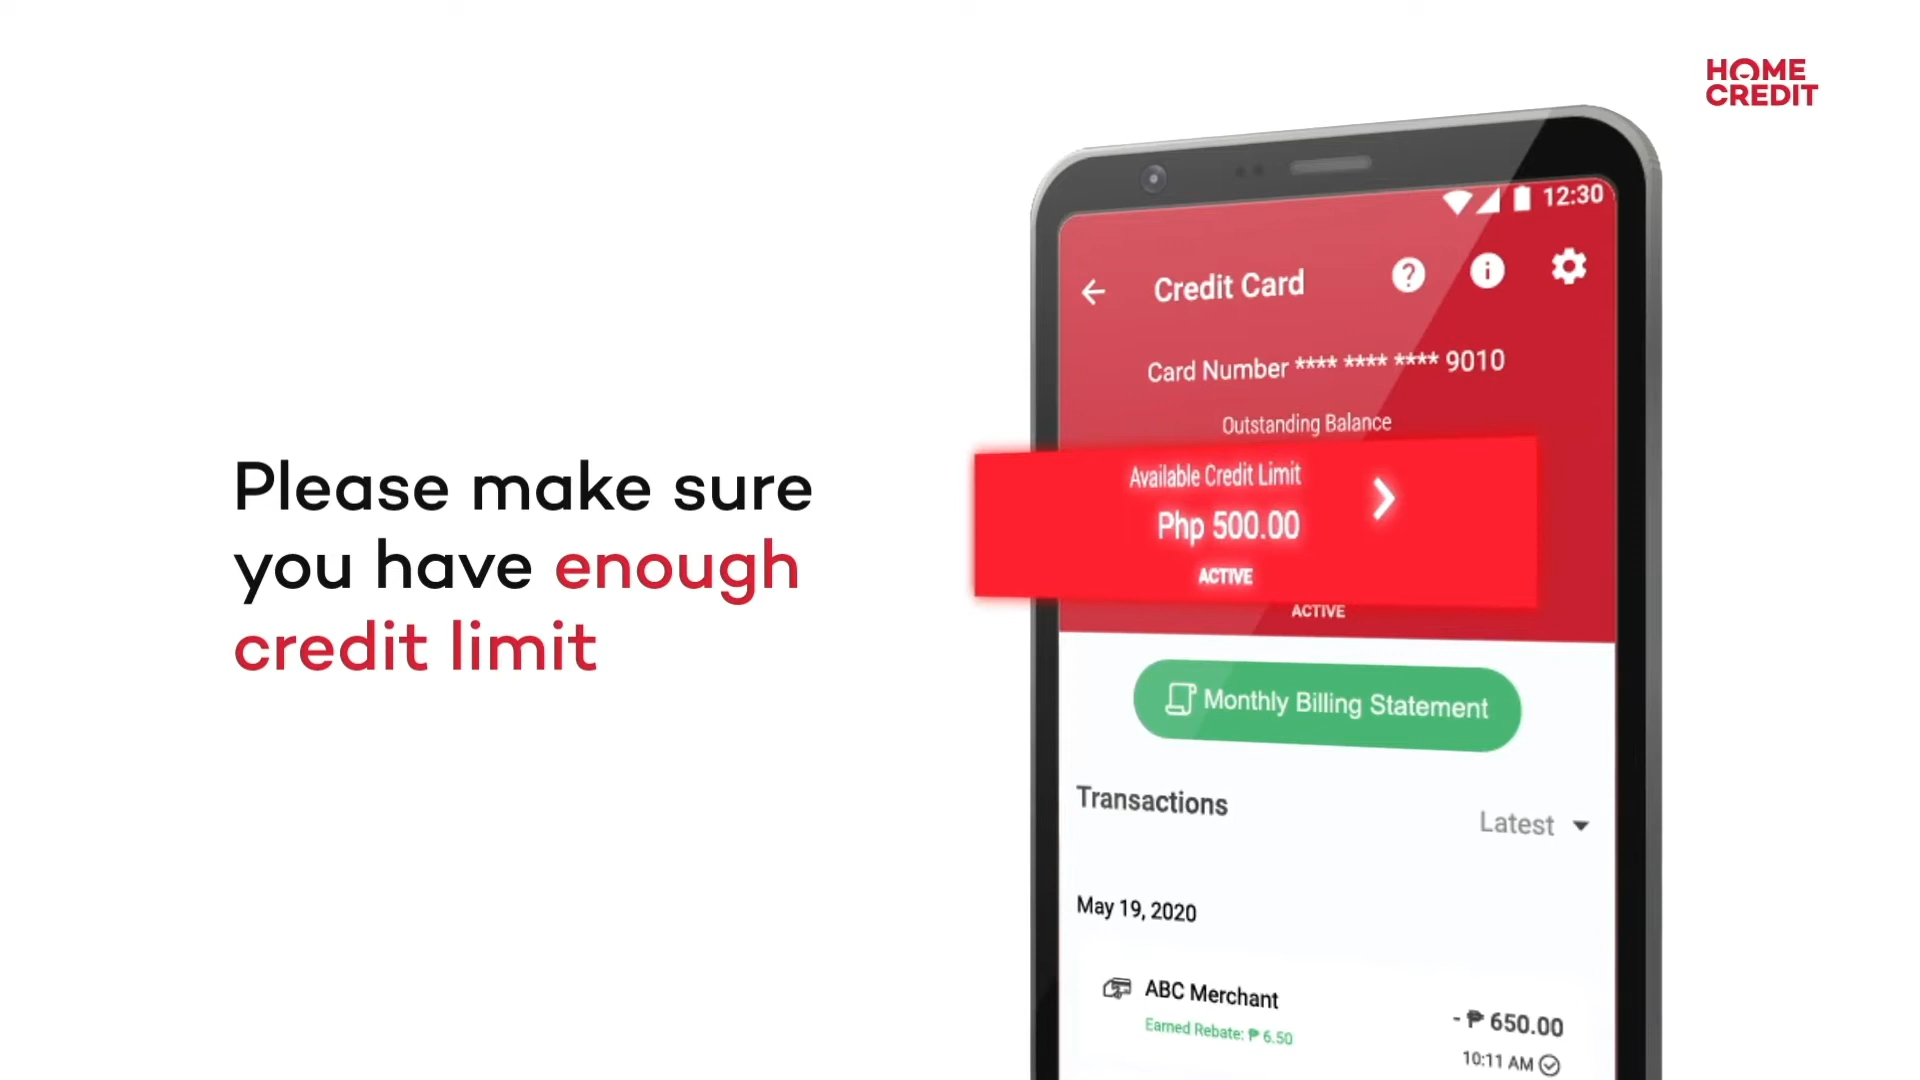 HOME
CREDIT
Please make sure
you have enough
credit limit
12:30
Credit Card
Card Number **** **** **** 9010
Outstanding Balance
Available Credit Limit
Php 500.00
ACTIVE
ACTIVE
Monthly Billing Statement
Transactions
Latest
May 19, 2020
ABC Merchant
Earned Rebate: ₱ 6.50
- ₱ 650.00
10:11 AM